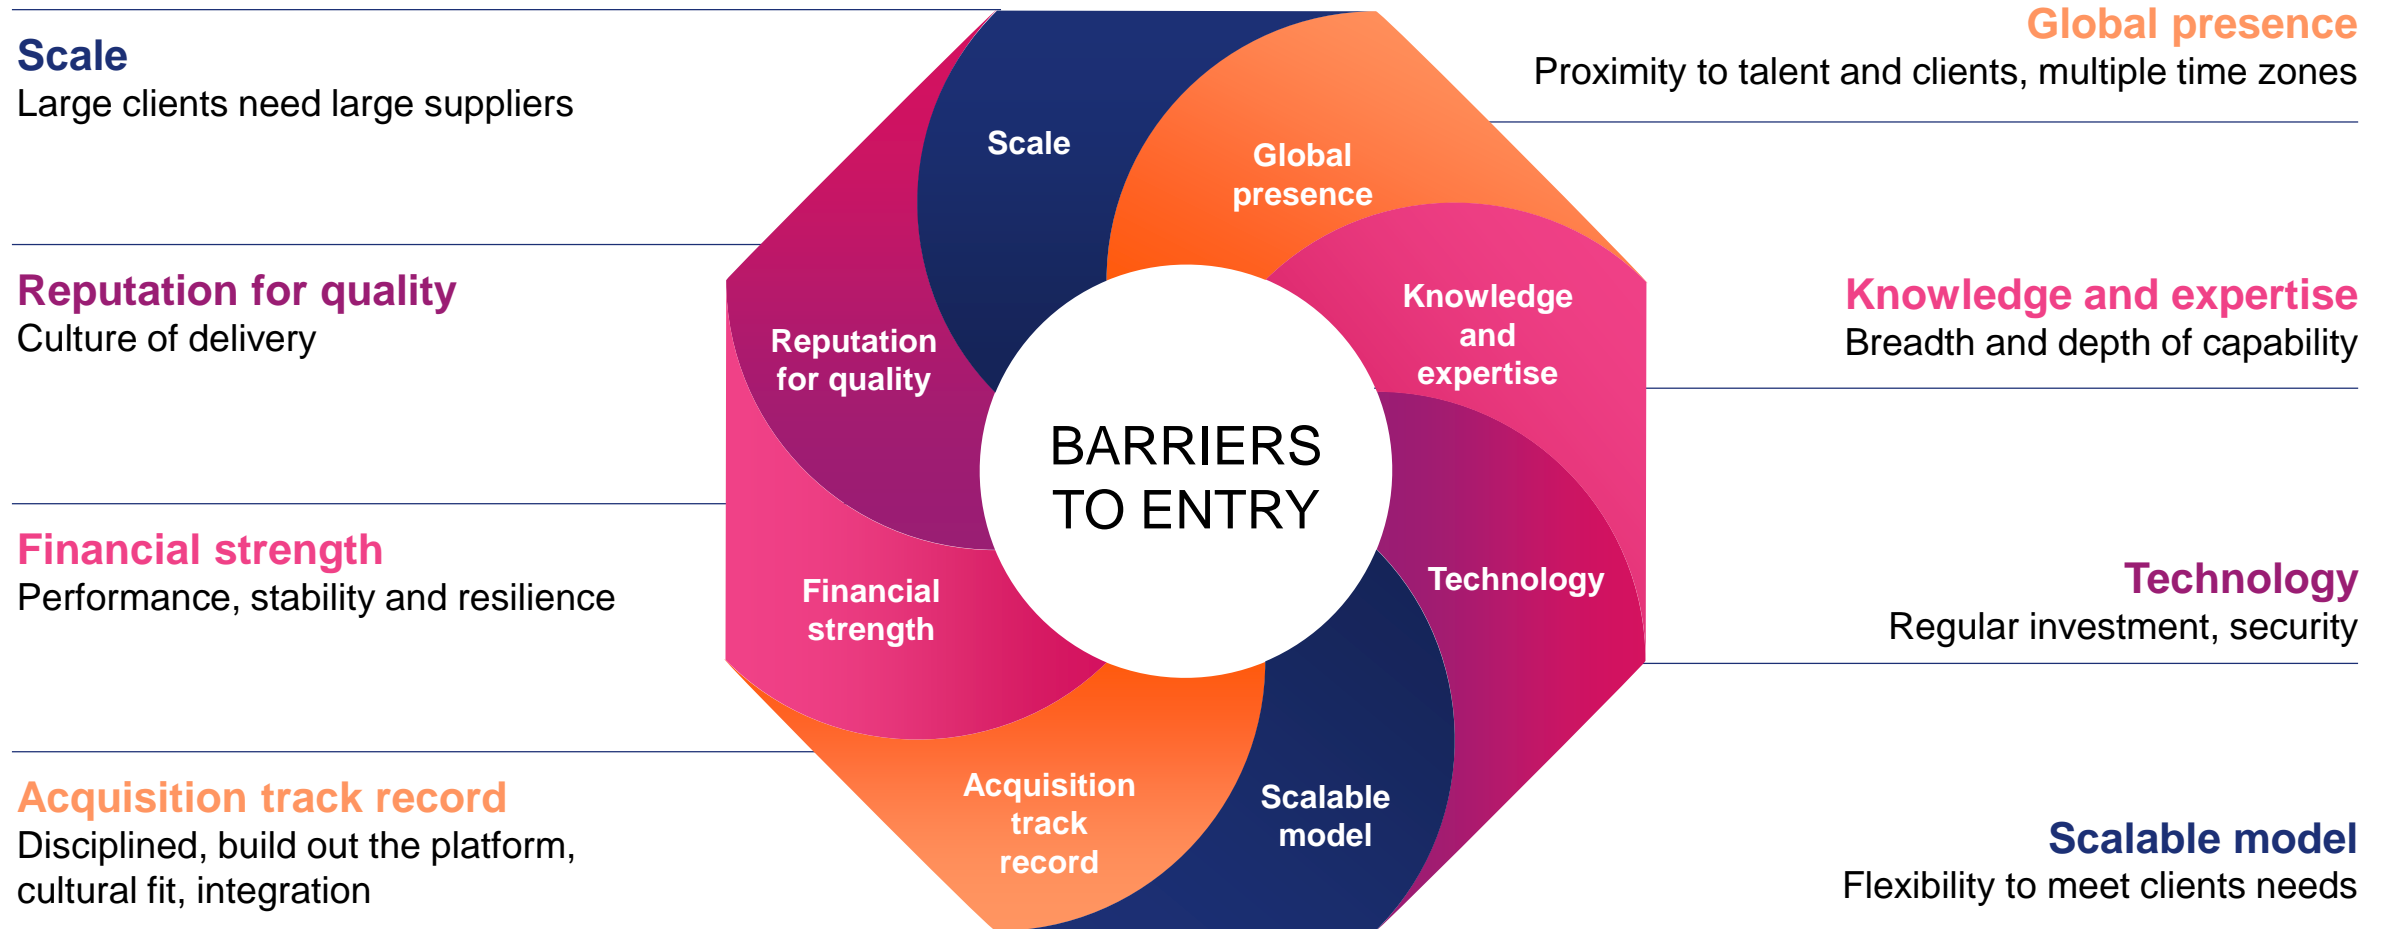 Scale
Large clients need large suppliers
Reputation for quality
Culture of delivery
Financial strength
Performance, stability and resilience
Acquisition track record
Disciplined, build out the platform,
cultural fit, integration
Scale
Global
presence
Knowledge
and
expertise
Technology
Scalable
model
Acquisition
track
record
Financial
strength
Reputation
for quality
BARRIERS
TO ENTRY
Global presence
Proximity to talent and clients, multiple time zones
Knowledge and expertise
Breadth and depth of capability
Technology
Regular investment, security
Scalable model
Flexibility to meet clients needs